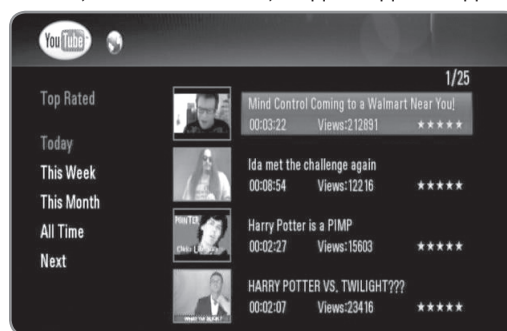 YouTube
1/25
Top Rated
Today
This Week
This Month
All Time
Next
Mind Control Coming to a Walmart Near You!
00:03:22 Views:212891 ★★★★★
Ida met the challenge again
00:08:54 Views:12216 ★★★★★
Harry Potter is a PIMP
00:02:27 Views:15603 ★★★★★
HARRY POTTER VS. TWILIGHT???
00:02:07 Views:23416 ★★★★★